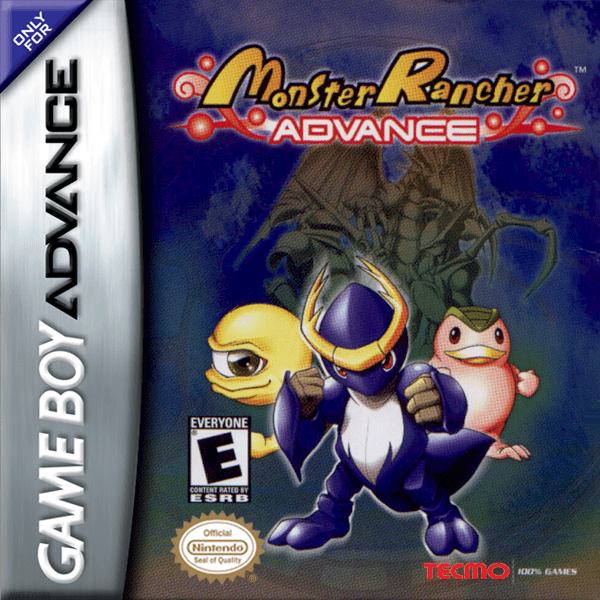 ONLY
FOR
GAME BOY ADVANCE
Monster Rancher
TM
ADVANCE
EVERYONE
E
CONTENT RATED BY
ESRB
Official
Nintendo
Seal of Quality
®
TECMO
100% GAMES